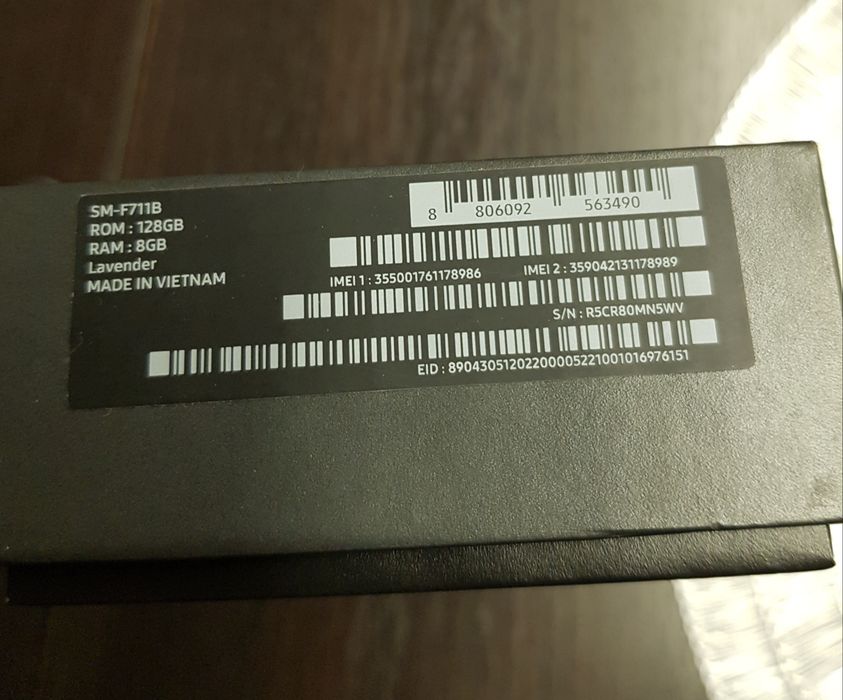 SM-F711B
ROM : 128GB
RAM : 8GB
Lavender
MADE IN VIETNAM
8 806092 563490
IMEI 1 : 355001761178986 IMEI 2 : 359042131178989
S/N : R5CR80MN5WV
EID : 89043051202200005221001016976151